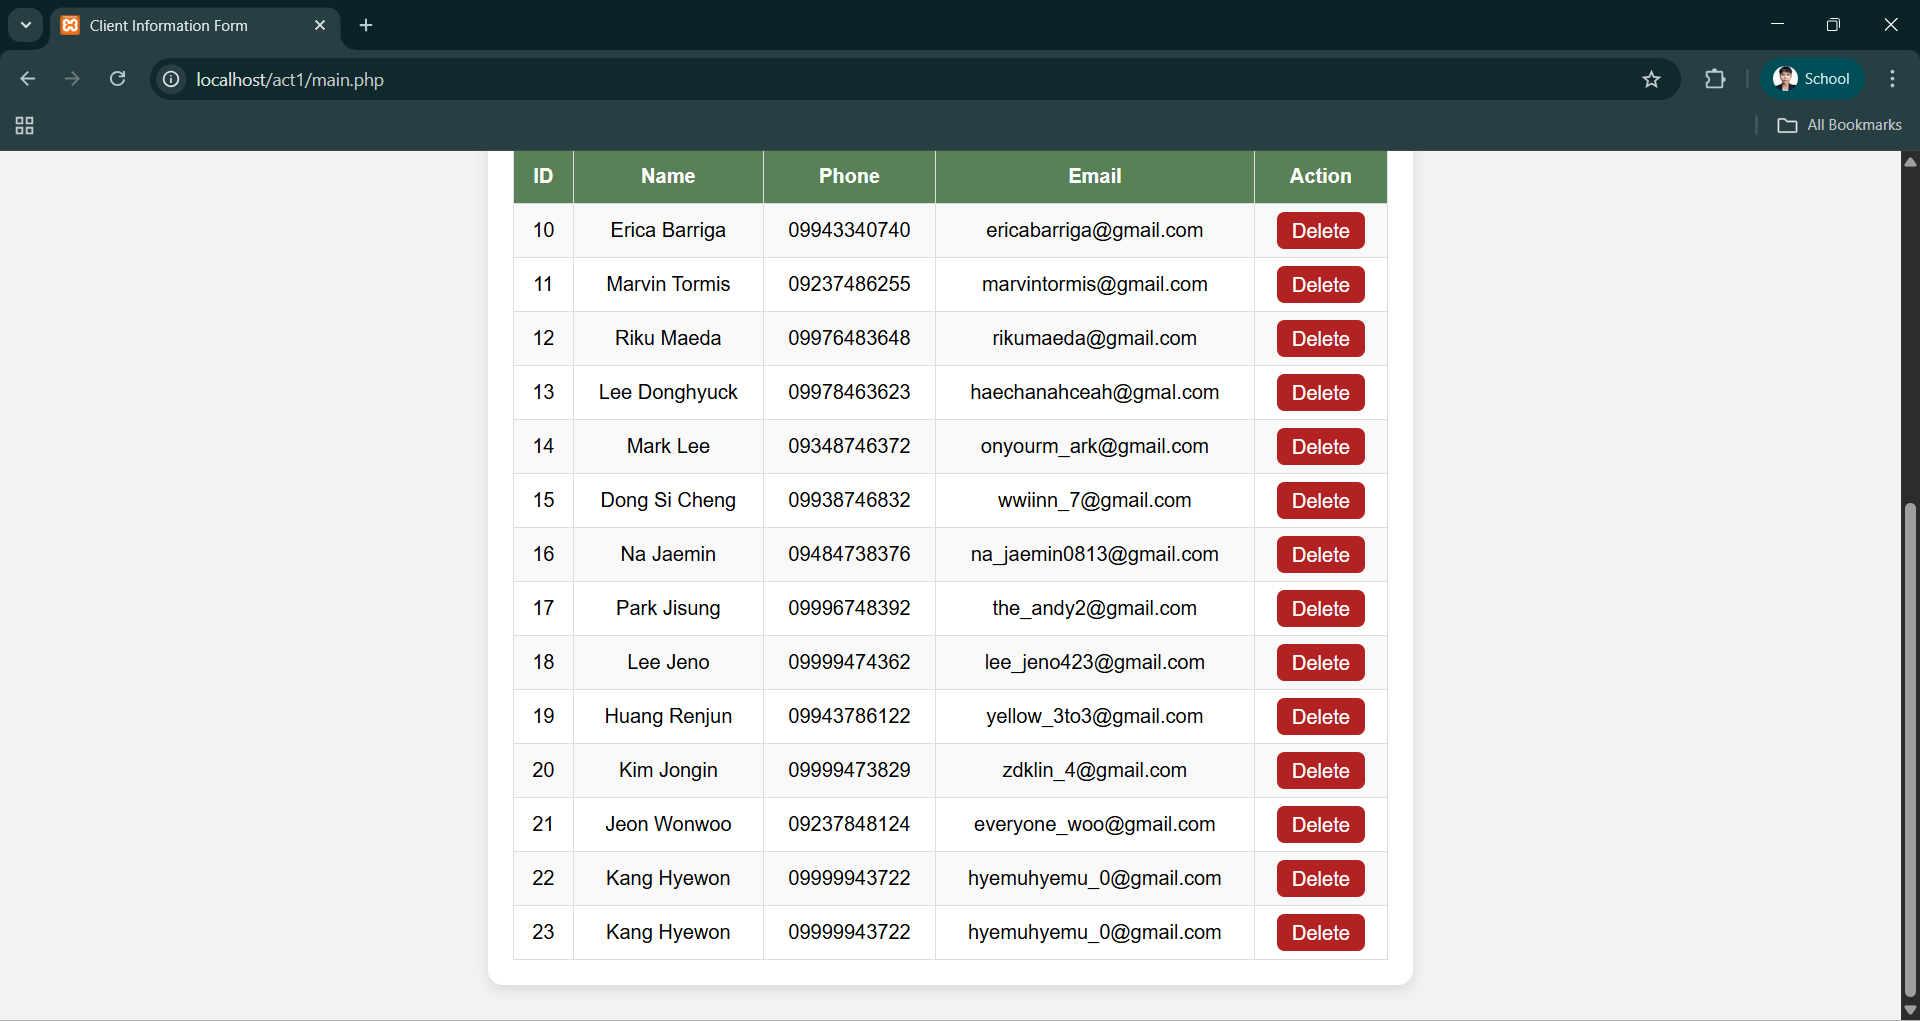 Client Information Form
localhost/act1/main.php
School
All Bookmarks
ID Name Phone Email Action
10 Erica Barriga 09943340740 ericabarriga@gmail.com Delete
11 Marvin Tormis 09237486255 marvintormis@gmail.com Delete
12 Riku Maeda 09976483648 rikumaeda@gmail.com Delete
13 Lee Donghyuck 09978463623 haechanahceah@gmal.com Delete
14 Mark Lee 09348746372 onyourm_ark@gmail.com Delete
15 Dong Si Cheng 09938746832 wwiinn_7@gmail.com Delete
16 Na Jaemin 09484738376 na_jaemin0813@gmail.com Delete
17 Park Jisung 09996748392 the_andy2@gmail.com Delete
18 Lee Jeno 09999474362 lee_jeno423@gmail.com Delete
19 Huang Renjun 09943786122 yellow_3to3@gmail.com Delete
20 Kim Jongin 09999473829 zdklin_4@gmail.com Delete
21 Jeon Wonwoo 09237848124 everyone_woo@gmail.com Delete
22 Kang Hyewon 09999943722 hyemuhyemu_0@gmail.com Delete
23 Kang Hyewon 09999943722 hyemuhyemu_0@gmail.com Delete